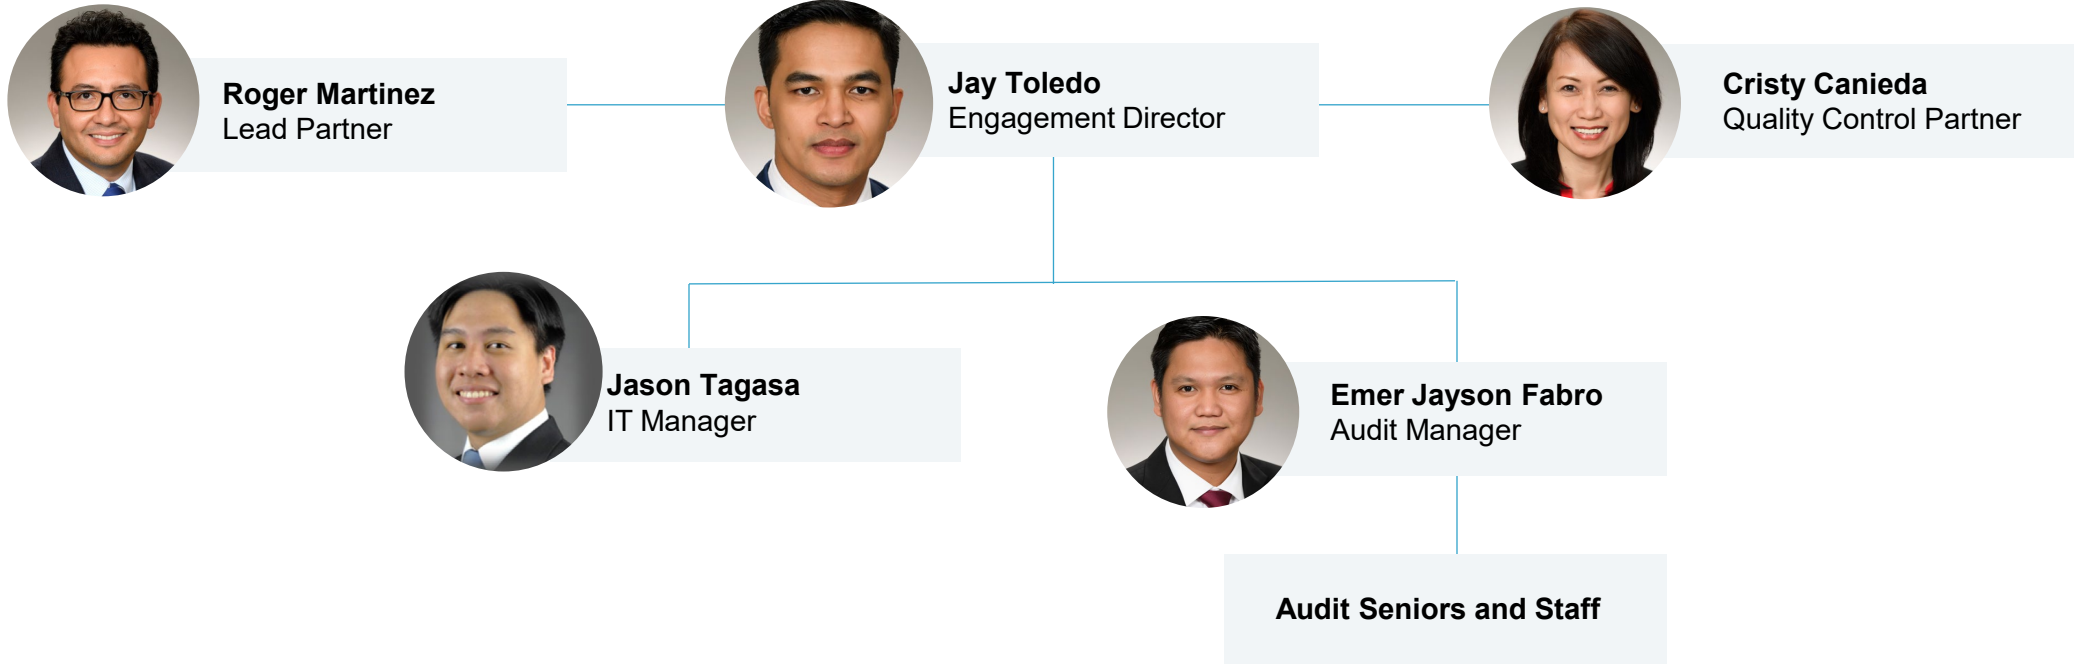 Roger Martinez
Lead Partner
Jay Toledo
Engagement Director
Cristy Canieda
Quality Control Partner
Jason Tagasa
IT Manager
Emer Jayson Fabro
Audit Manager
Audit Seniors and Staff